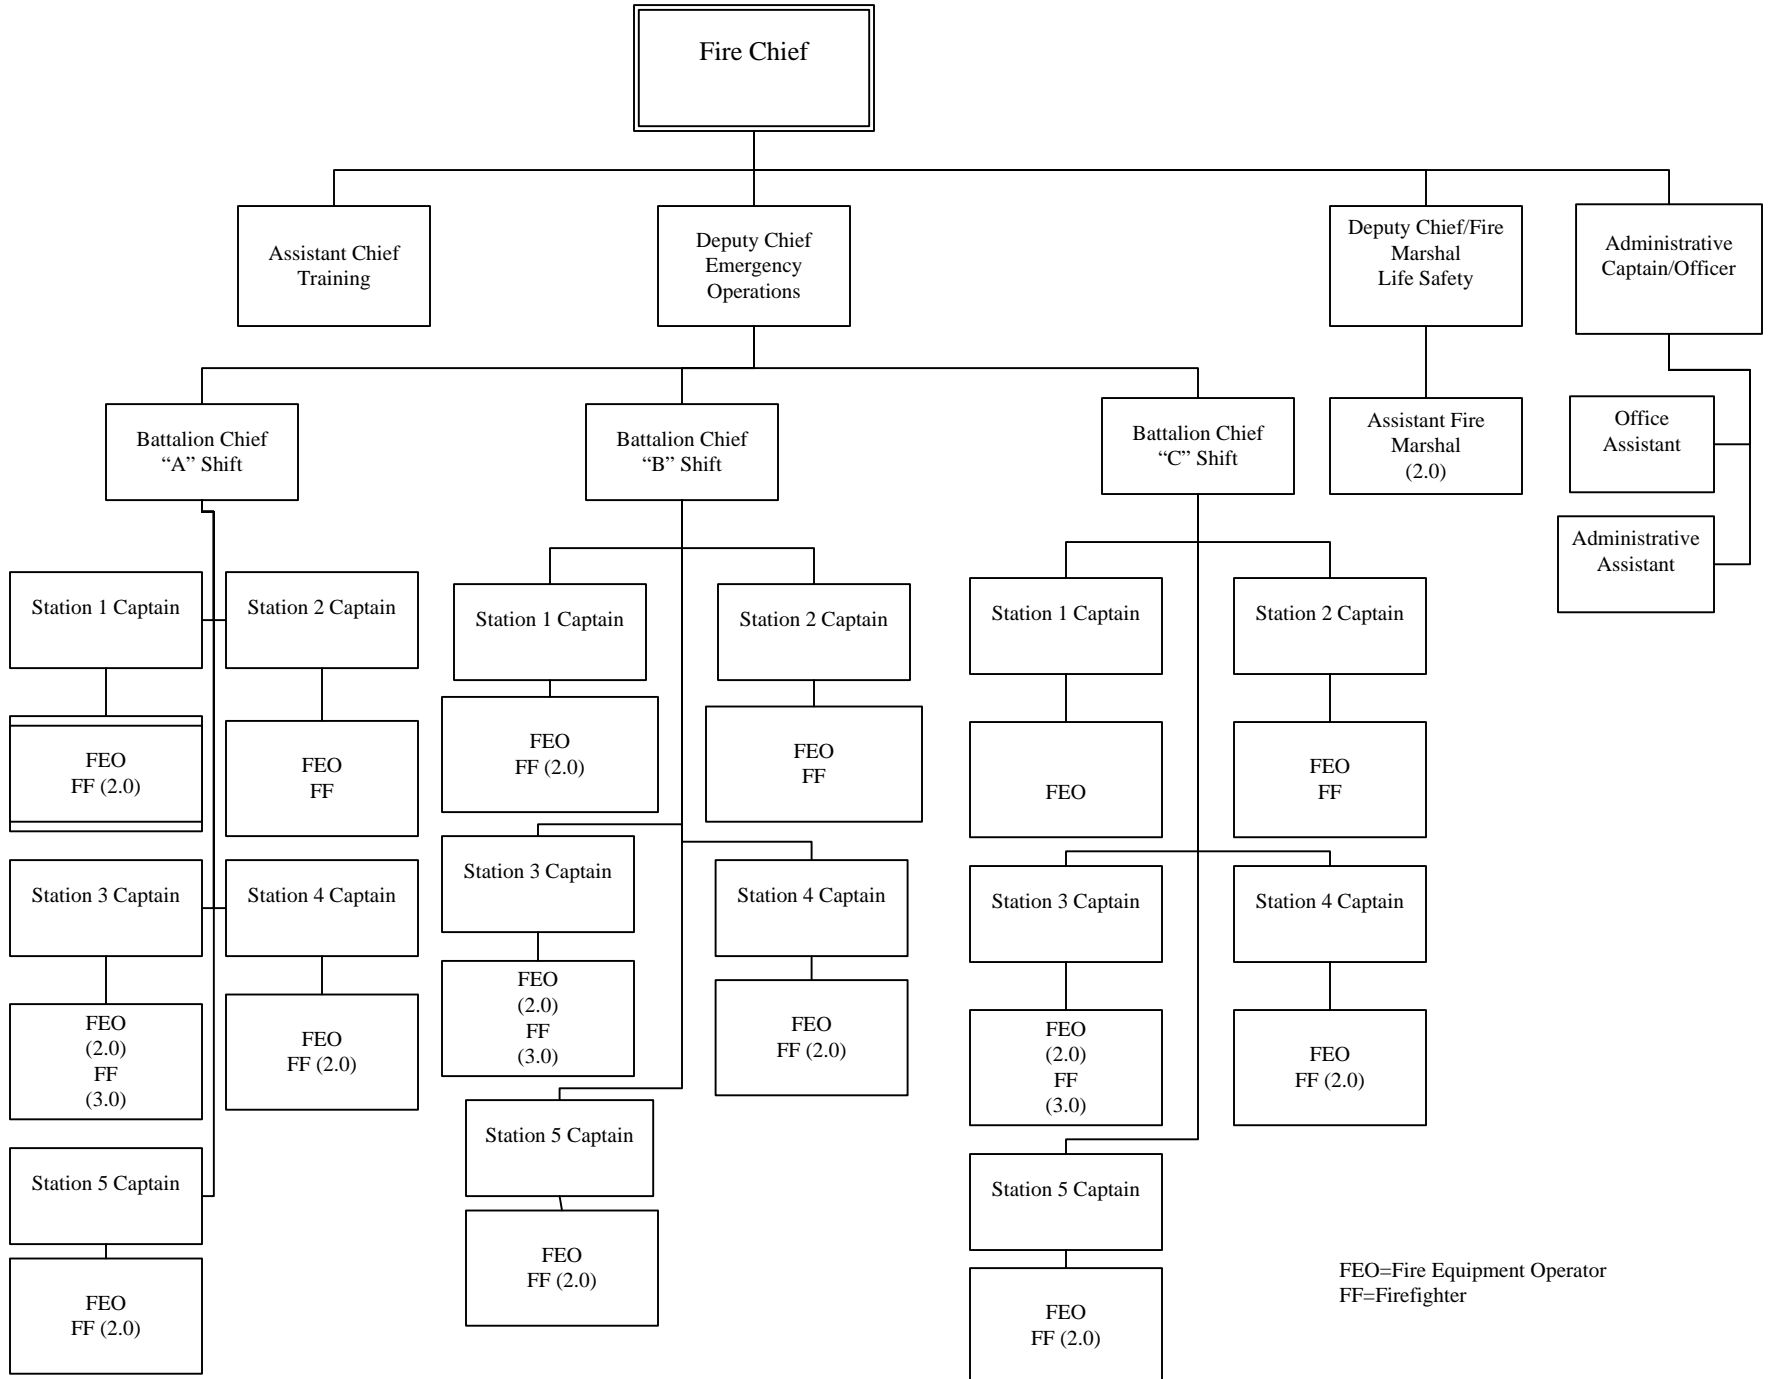 Fire Chief
Assistant Chief
Training
Deputy Chief
Emergency
Operations
Deputy Chief/Fire
Marshal
Life Safety
Administrative
Captain/Officer
Battalion Chief
“A” Shift
Battalion Chief
“B” Shift
Battalion Chief
“C” Shift
Assistant Fire
Marshal
(2.0)
Office
Assistant
Administrative
Assistant
Station 1 Captain
Station 2 Captain
FEO
FF (2.0)
FEO
FF
Station 3 Captain
Station 4 Captain
FEO
(2.0)
FF
(3.0)
FEO
FF (2.0)
Station 5 Captain
FEO
FF (2.0)
Station 1 Captain
Station 2 Captain
FEO
FF (2.0)
FEO
FF
Station 3 Captain
Station 4 Captain
FEO
(2.0)
FF
(3.0)
FEO
FF (2.0)
Station 5 Captain
FEO
FF (2.0)
Station 1 Captain
Station 2 Captain
FEO
FEO
FF
Station 3 Captain
Station 4 Captain
FEO
(2.0)
FF
(3.0)
FEO
FF (2.0)
Station 5 Captain
FEO
FF (2.0)
FEO=Fire Equipment Operator
FF=Firefighter